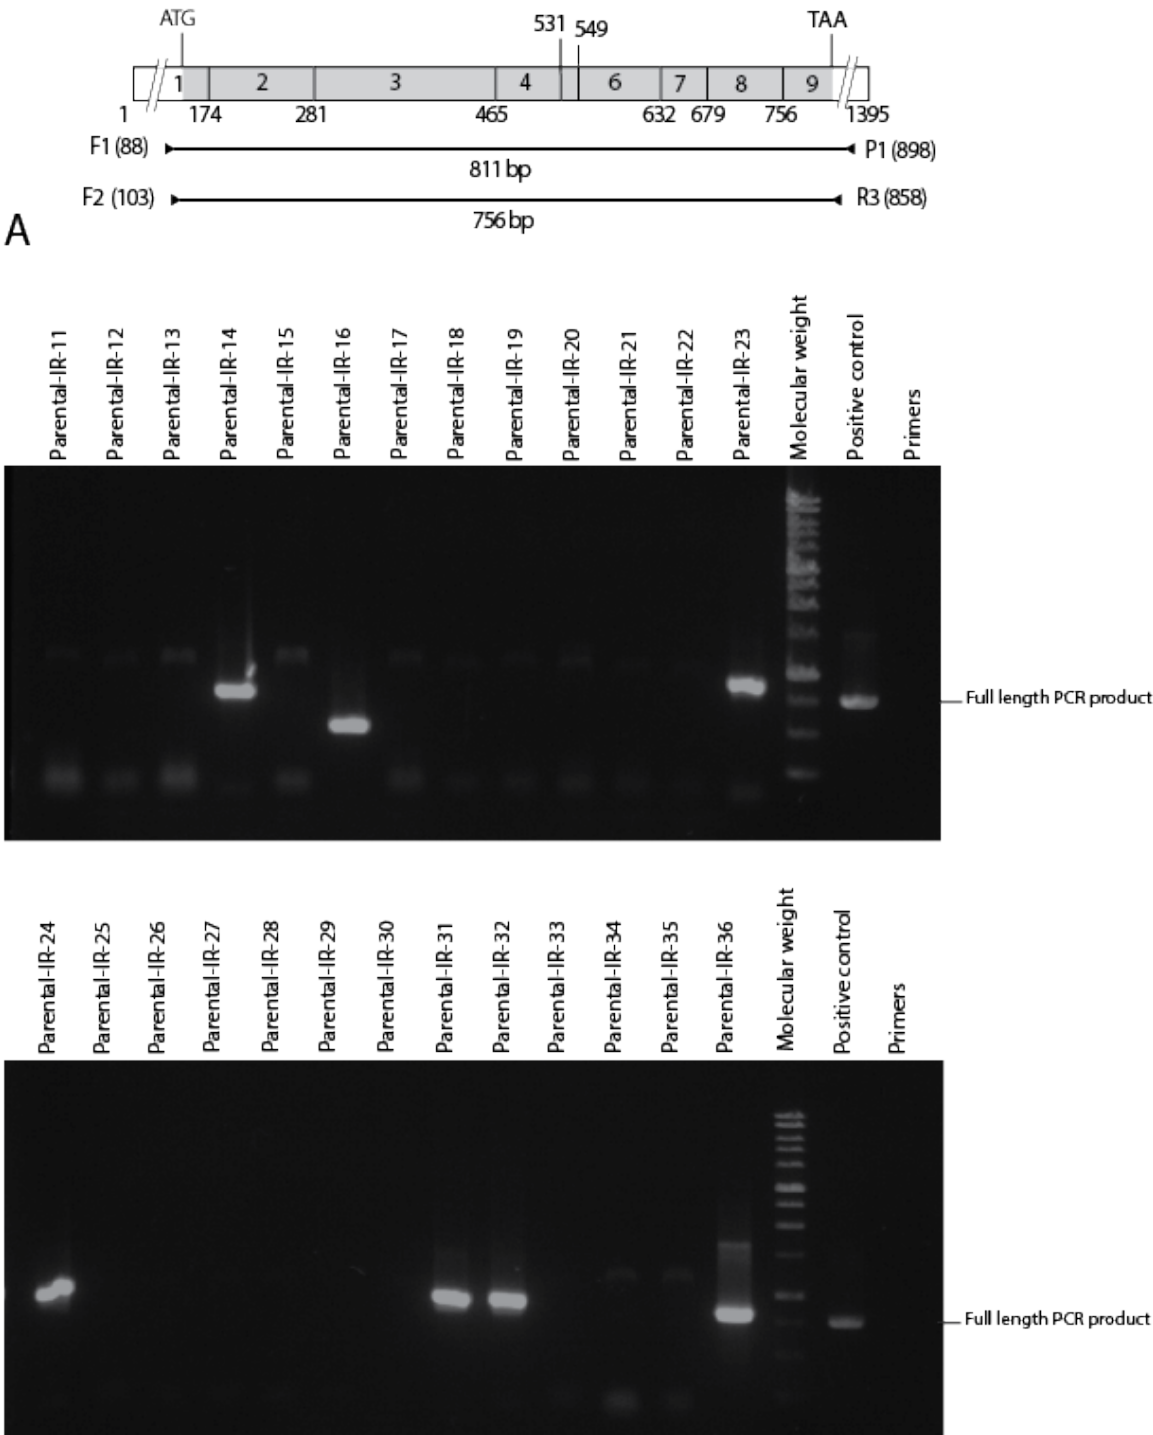 ATG 531 549 TAA
1 2 3 4 6 7 8 9
1 174 281 465 632 679 756 1395
F1 (88) P1 (898)
811 bp
F2 (103) R3 (858)
756 bp
A
Parental-IR-11
Parental-IR-12
Parental-IR-13
Parental-IR-14
Parental-IR-15
Parental-IR-16
Parental-IR-17
Parental-IR-18
Parental-IR-19
Parental-IR-20
Parental-IR-21
Parental-IR-22
Parental-IR-23
Molecular weight
Positive control
Primers
Full length PCR product
Parental-IR-24
Parental-IR-25
Parental-IR-26
Parental-IR-27
Parental-IR-28
Parental-IR-29
Parental-IR-30
Parental-IR-31
Parental-IR-32
Parental-IR-33
Parental-IR-34
Parental-IR-35
Parental-IR-36
Molecular weight
Positive control
Primers
Full length PCR product